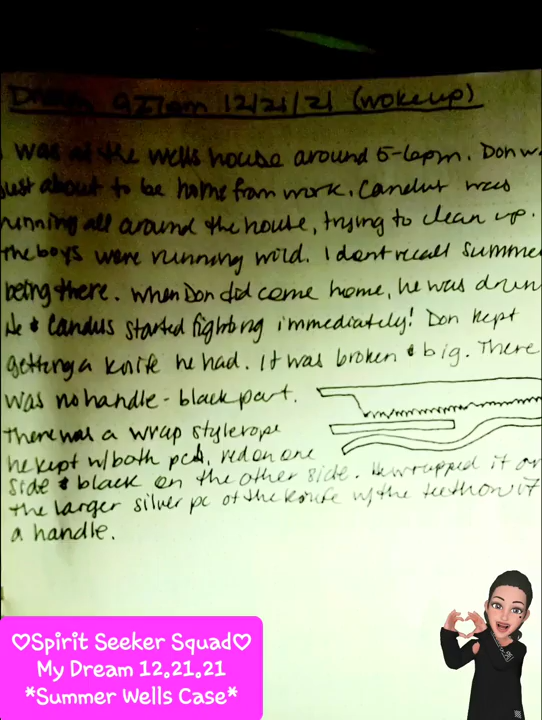 Dream 9:21am 12/21/21 (woke up)
was at the wells house around 5-6pm. Don w
just about to be home from work. Candus was
running all around the house, trying to clean up.
the boys were running wild. I dont recall Summe
being there. When Don did come home, he was drun
He & Candus started fighting immediately! Don kept
getting a knife he had. It was broken & big. There
was no handle - black part.
There was a wrap style rope
he kept w/both pcs, red on one
side & black on the other side. He wrapped it or
the larger silver pc of the knife w/the teeth on it
a handle.
♡Spirit Seeker Squad♡
My Dream 12.21.21
*Summer Wells Case*